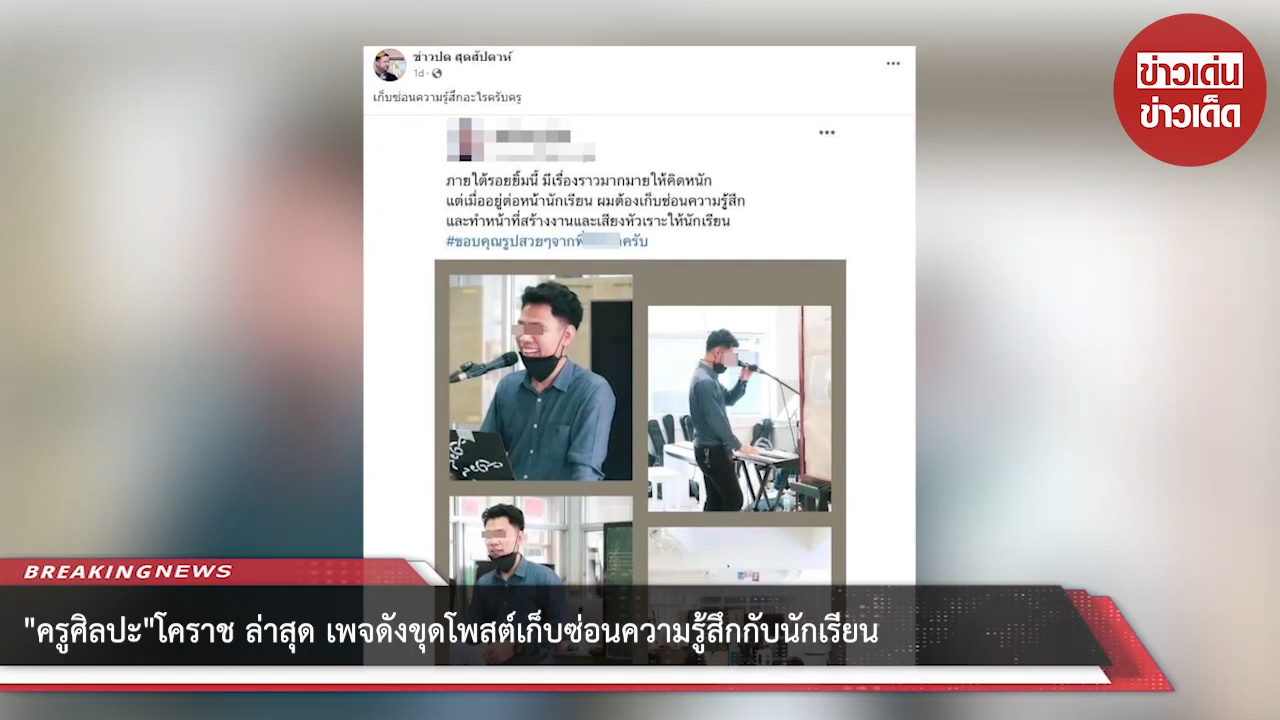 ข่าวปด สุดสัปดาห์
1d
เก็บซ่อนความรู้สึกอะไรครับครู
ภายใต้รอยยิ้มนี้ มีเรื่องราวมากมายให้คิดหนัก
แต่เมื่ออยู่ต่อหน้านักเรียน ผมต้องเก็บซ่อนความรู้สึก
และทำหน้าที่สร้างงานและเสียงหัวเราะให้นักเรียน
#ขอบคุณรูปสวยๆจากพี่ ครับ
ข่าวเด่น
ข่าวเด็ด
BREAKING NEWS
"ครูศิลปะ"โคราช ล่าสุด เพจดังขุดโพสต์เก็บซ่อนความรู้สึกกับนักเรียน